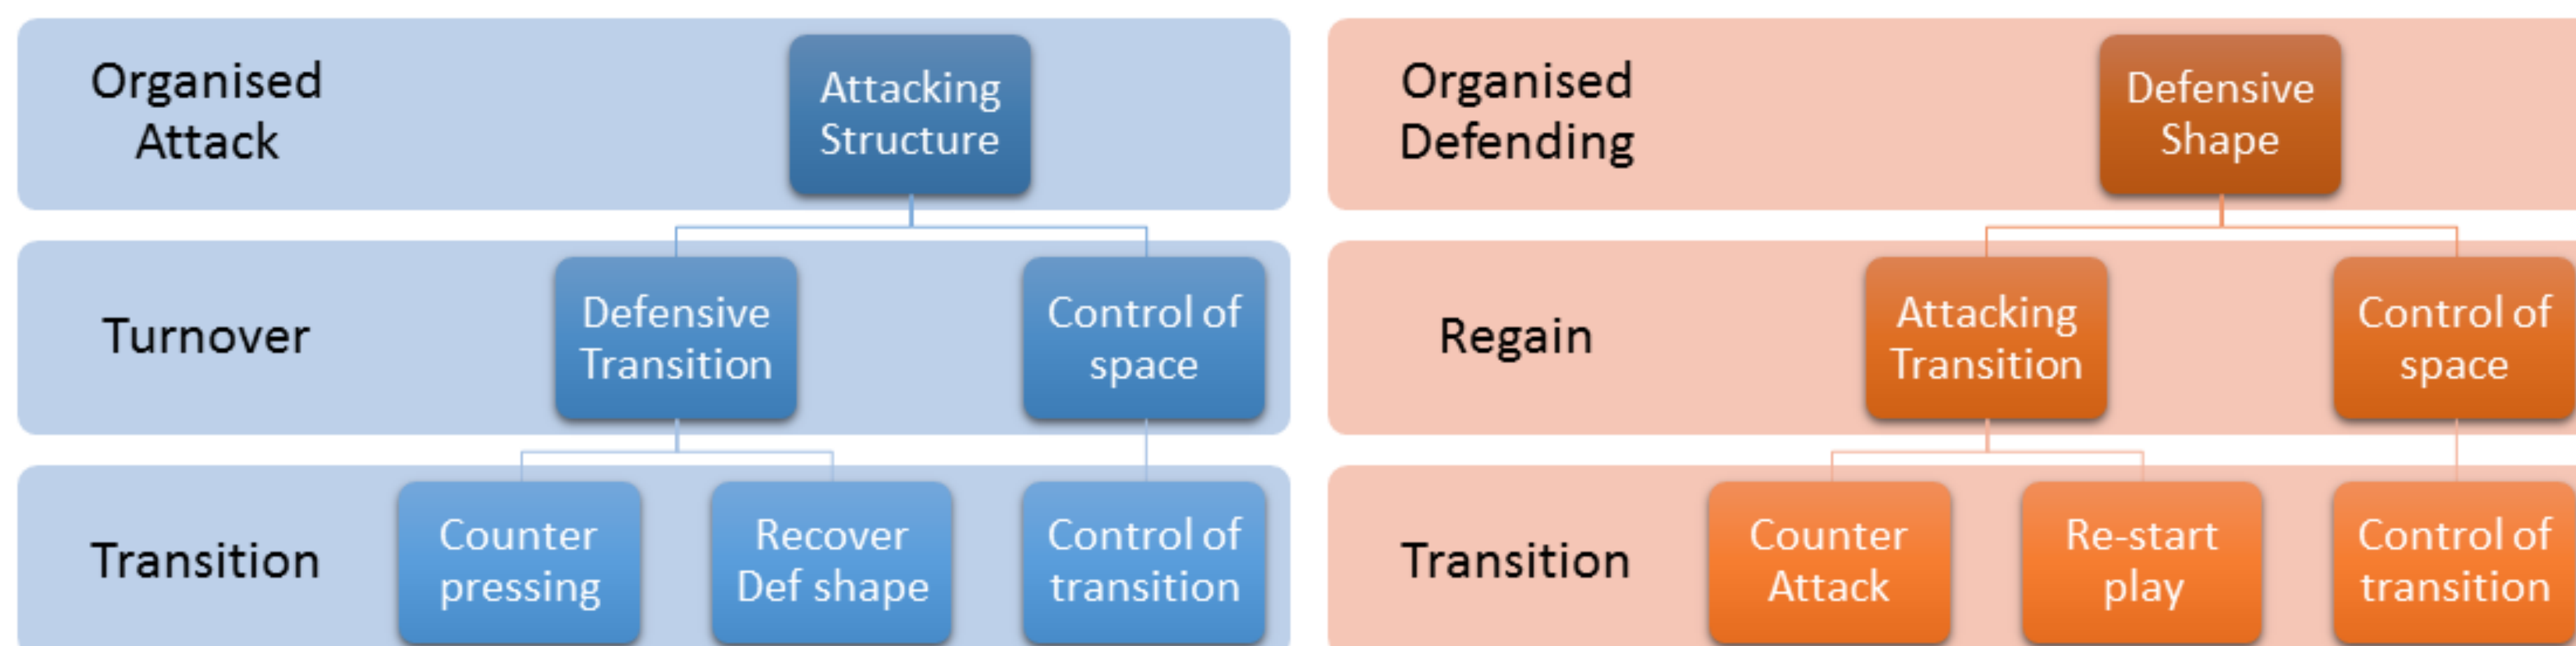 Organised
Attack
Attacking
Structure
Turnover
Defensive
Transition
Control of
space
Transition
Counter
pressing
Recover
Def shape
Control of
transition
Organised
Defending
Defensive
Shape
Regain
Attacking
Transition
Control of
space
Transition
Counter
Attack
Re-start
play
Control of
transition